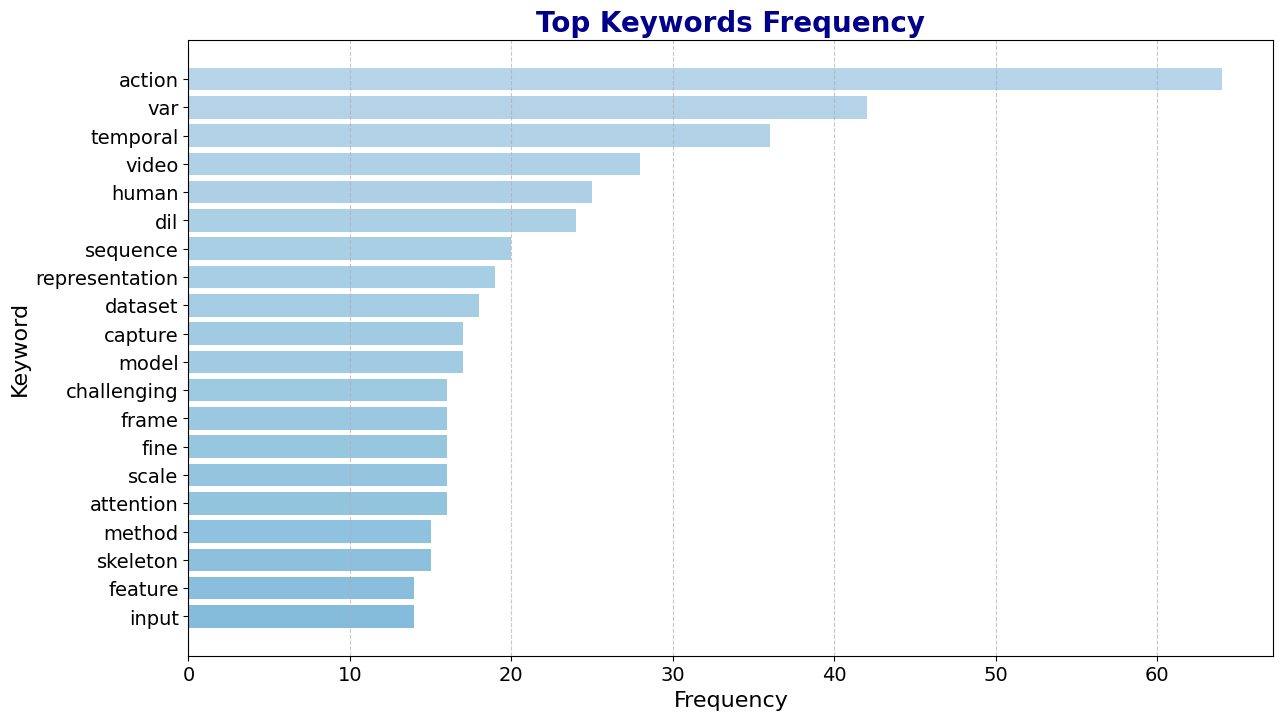 Top Keywords Frequency
Keyword
action
var
temporal
video
human
dil
sequence
representation
dataset
capture
model
challenging
frame
fine
scale
attention
method
skeleton
feature
input
0 10 20 30 40 50 60
Frequency